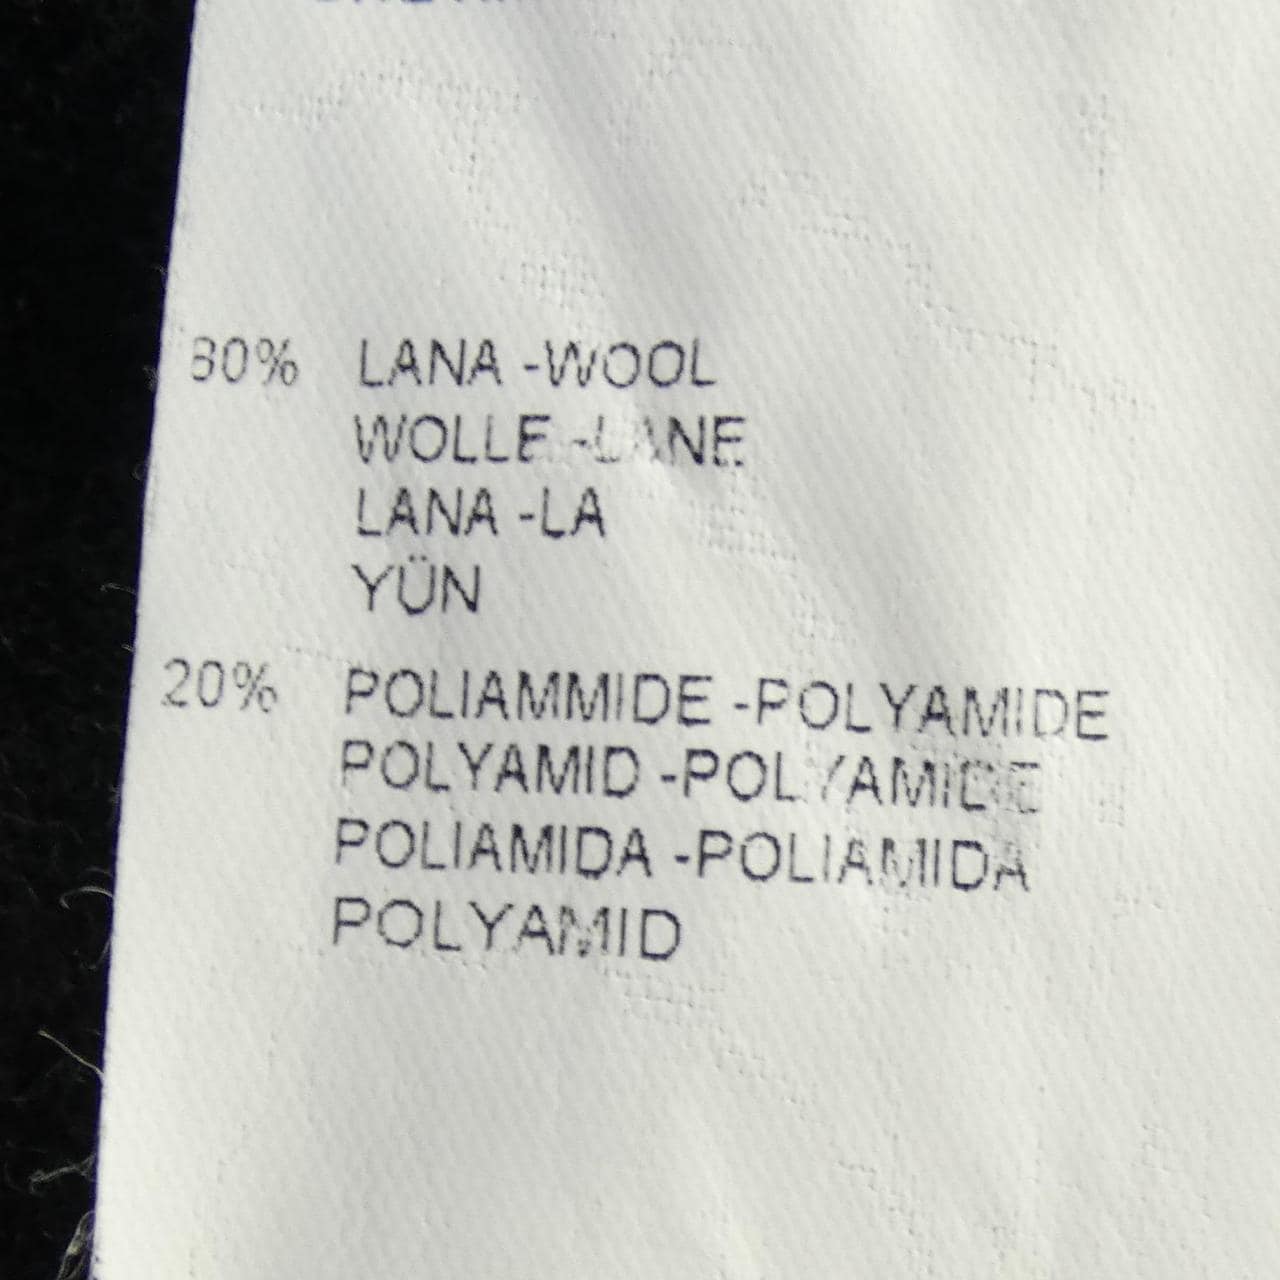 80% LANA -WOOL
WOLLE -LANE
LANA -LA
YÜN
20% POLIAMMIDE -POLYAMIDE
POLYAMID -POLYAMIDE
POLIAMIDA -POLIAMIDA
POLYAMID